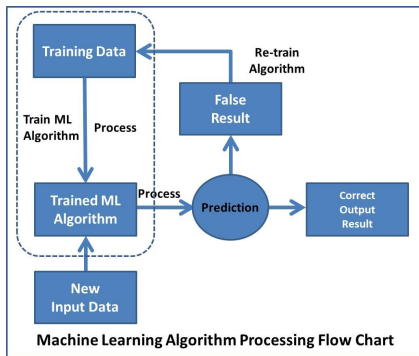 Training Data
Re-train
Algorithm
False
Result
Train ML
Algorithm
Process
Trained ML
Algorithm
Process
Prediction
Correct
Output
Result
New
Input Data
Machine Learning Algorithm Processing Flow Chart